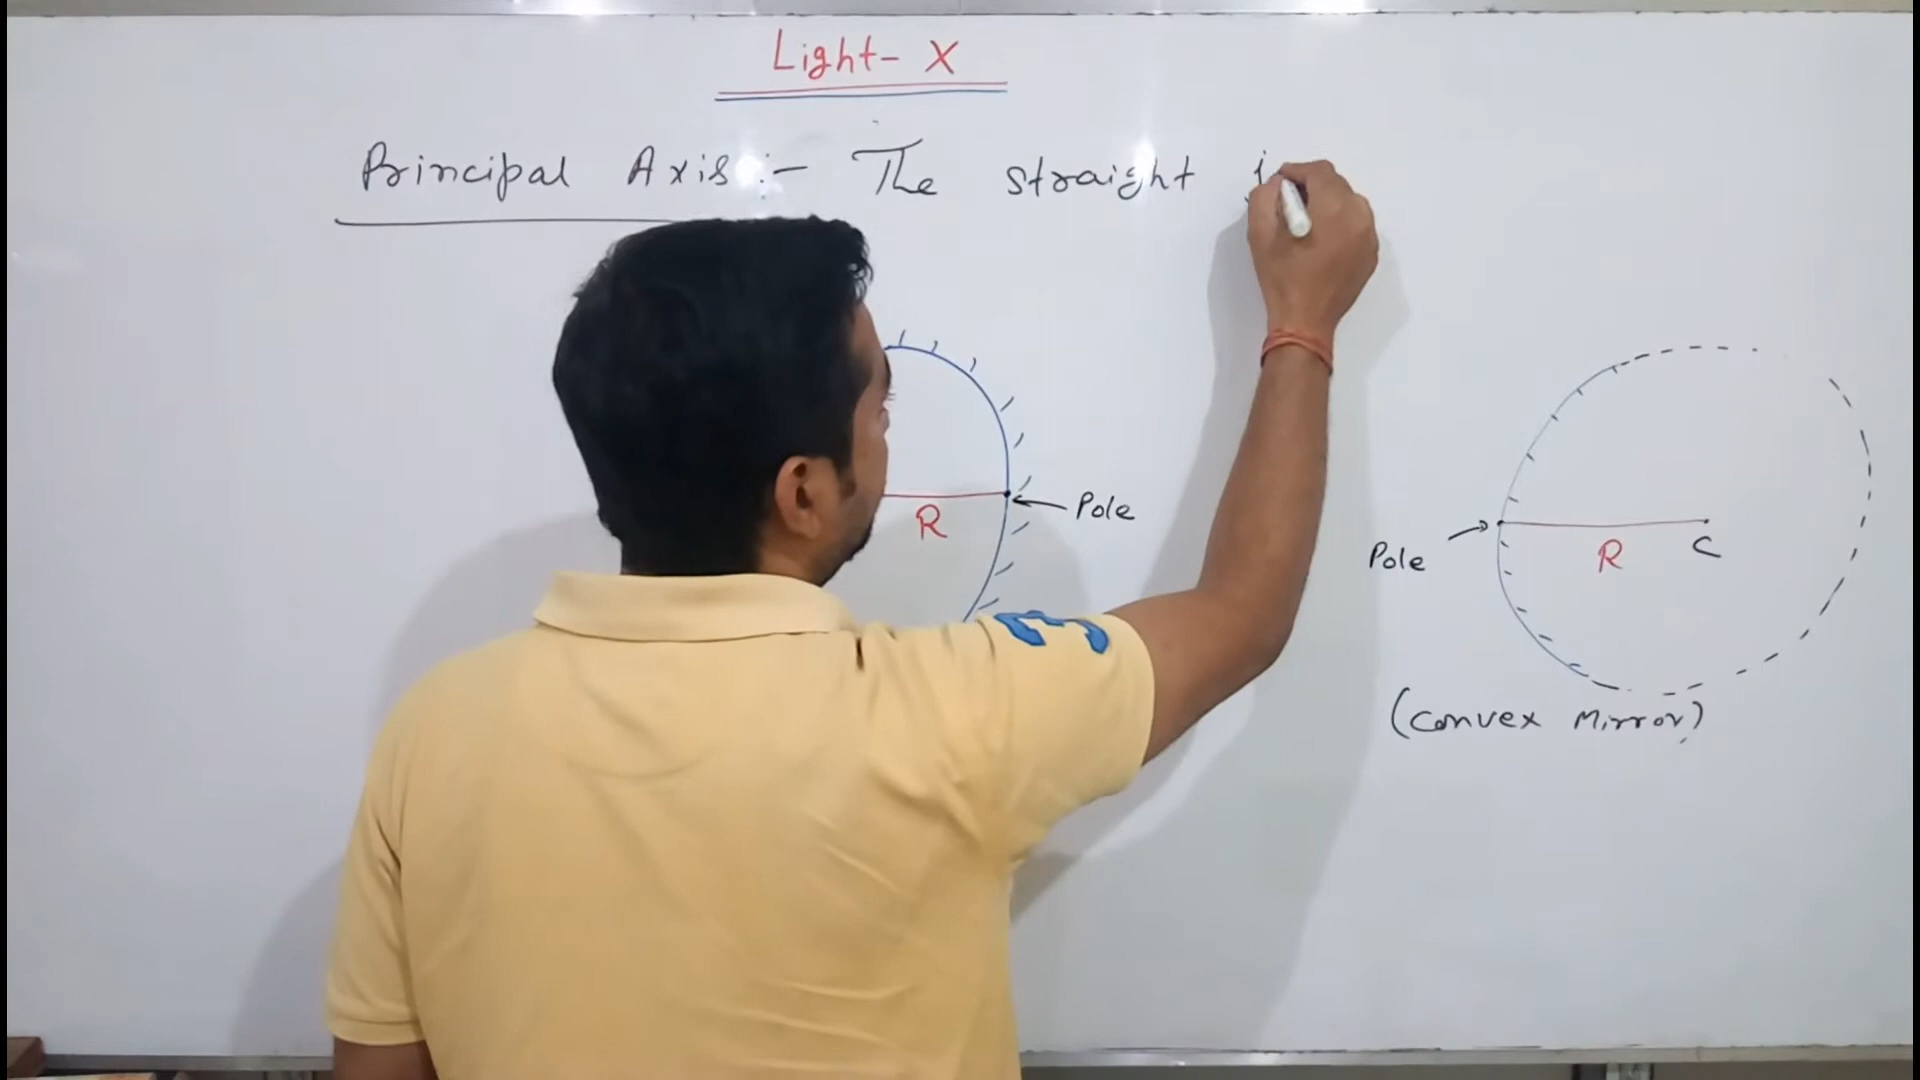 Light- X
Principal Axis :- The straight
R
Pole
Pole
R
C
(Convex Mirror)